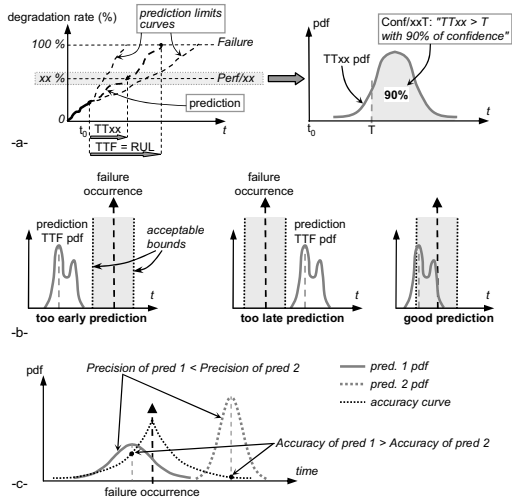 degradation rate (%)
prediction limits
curves
100 %
Failure
xx %
Perf/xx
prediction
0
t0
TTxx
t
TTF = RUL
-a-
pdf
Conf/xxT: "TTxx > T
with 90% of confidence"
TTxx pdf
90%
t0
T
t
failure
occurrence
prediction
TTF pdf
acceptable
bounds
t
too early prediction
failure
occurrence
prediction
TTF pdf
t
too late prediction
t
good prediction
-b-
pdf
Precision of pred 1 < Precision of pred 2
pred. 1 pdf
pred. 2 pdf
accuracy curve
Accuracy of pred 1 > Accuracy of pred 2
time
-c-
failure occurrence